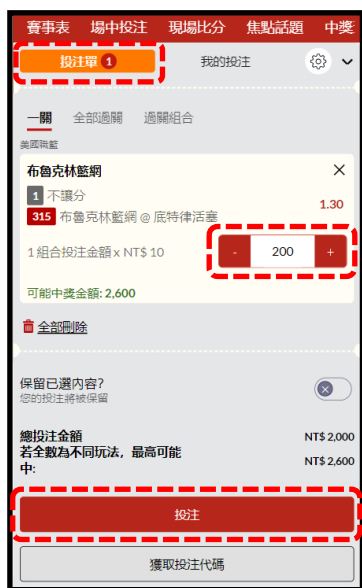 賽事表 場中投注 現場比分 焦點話題 中獎
投注單 1 我的投注
一關 全部過關 過關組合
美國職籃
布魯克林籃網
1 不讓分
1.30
315 布魯克林籃網 @ 底特律活塞
1 組合投注金額 x NT$ 10 - 200 +
可能中獎金額: 2,600
全部刪除
保留已選內容?
您的投注將被保留
總投注金額 NT$ 2,000
若全數為不同玩法，最高可能中: NT$ 2,600
投注
獲取投注代碼